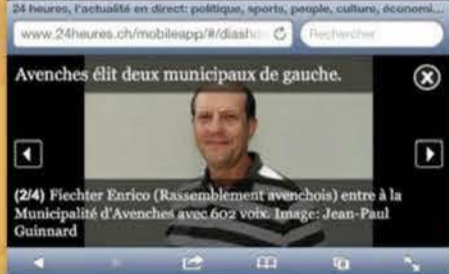 24 heures, l'actualité en direct: politique, sports, people, culture, économi...
www.24heures.ch/mobileapp/#/diasho
Rechercher
Avenches élit deux municipaux de gauche.
(2/4) Fiechter Enrico (Rassemblement avenchois) entre à la
Municipalité d'Avenches avec 602 voix. Image: Jean-Paul
Guinnard